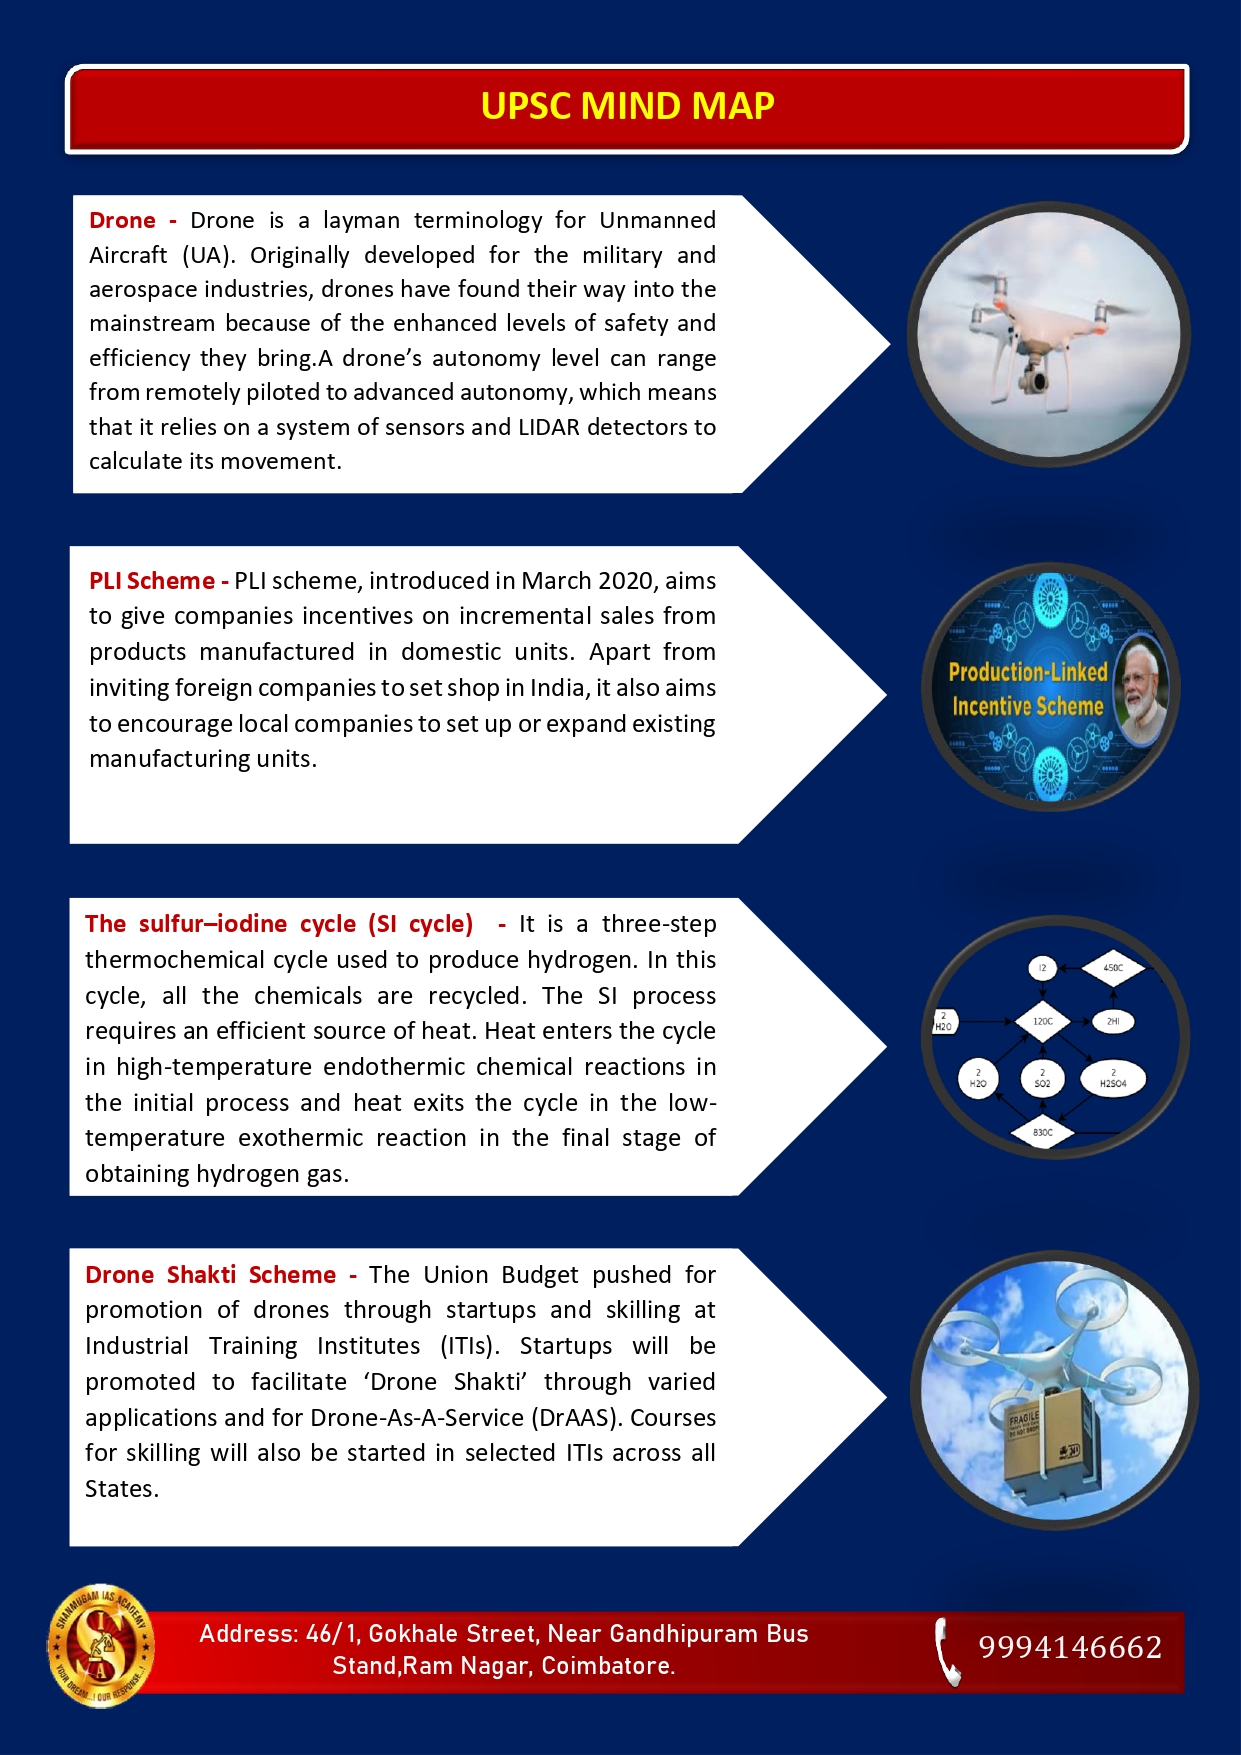 UPSC MIND MAP
Drone - Drone is a layman terminology for Unmanned
Aircraft (UA). Originally developed for the military and
aerospace industries, drones have found their way into the
mainstream because of the enhanced levels of safety and
efficiency they bring.A drone’s autonomy level can range
from remotely piloted to advanced autonomy, which means
that it relies on a system of sensors and LIDAR detectors to
calculate its movement.
PLI Scheme - PLI scheme, introduced in March 2020, aims
to give companies incentives on incremental sales from
products manufactured in domestic units. Apart from
inviting foreign companies to set shop in India, it also aims
to encourage local companies to set up or expand existing
manufacturing units.
Production-Linked
Incentive Scheme
The sulfur–iodine cycle (SI cycle) - It is a three-step
thermochemical cycle used to produce hydrogen. In this
cycle, all the chemicals are recycled. The SI process
requires an efficient source of heat. Heat enters the cycle
in high-temperature endothermic chemical reactions in
the initial process and heat exits the cycle in the low-
temperature exothermic reaction in the final stage of
obtaining hydrogen gas.
I2
450C
2
H2O
120C
2HI
2
H2O
2
SO2
2
H2SO4
830C
Drone Shakti Scheme - The Union Budget pushed for
promotion of drones through startups and skilling at
Industrial Training Institutes (ITIs). Startups will be
promoted to facilitate ‘Drone Shakti’ through varied
applications and for Drone-As-A-Service (DrAAS). Courses
for skilling will also be started in selected ITIs across all
States.
FRAGILE
DO NOT DROP
24
SHANMUGAM IAS ACADEMY
SIA
YOUR DREAM...! OUR RESPONSE...!
Address: 46/1, Gokhale Street, Near Gandhipuram Bus
Stand,Ram Nagar, Coimbatore.
9994146662